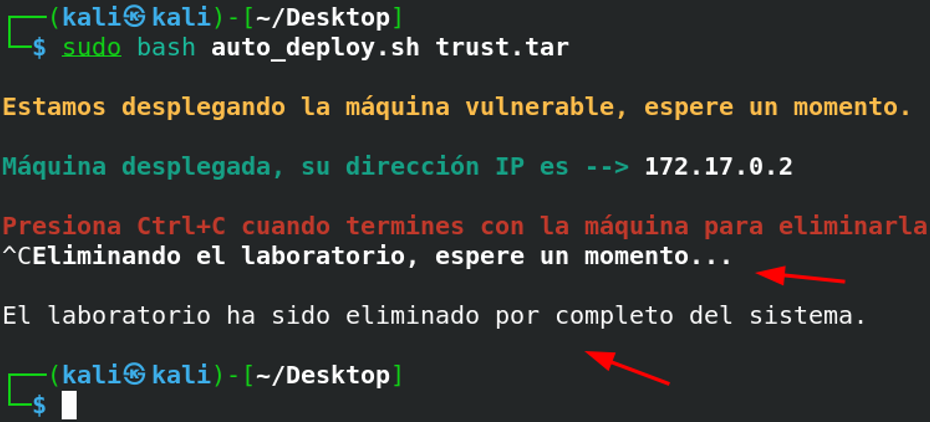 ┌──(kali㉿kali)-[~/Desktop]
└─$ sudo bash auto_deploy.sh trust.tar
Estamos desplegando la máquina vulnerable, espere un momento.
Máquina desplegada, su dirección IP es --> 172.17.0.2
Presiona Ctrl+C cuando termines con la máquina para eliminarla
^CEliminando el laboratorio, espere un momento...
El laboratorio ha sido eliminado por completo del sistema.
┌──(kali㉿kali)-[~/Desktop]
└─$